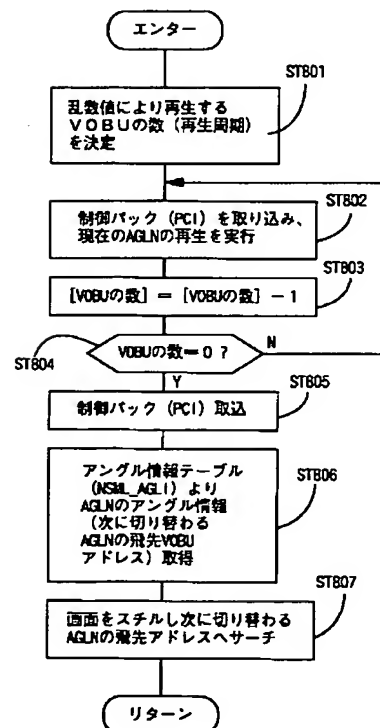 エンター
ST801
乱数値により再生する
VOBUの数(再生周期)
を決定
ST802
制御パック(PCI)を取り込み、
現在のAGLNの再生を実行
ST803
[VOBUの数]=[VOBUの数]-1
VOBUの数=0?
N
ST804
Y
ST805
制御パック(PCI)取込
アングル情報テーブル
(NSML_AGLI)より
AGLNのアングル情報
(次に切り替わる
AGLNの飛先VOBU
アドレス)取得
ST806
ST807
画面をスチルし次に切り替わる
AGLNの飛先アドレスへサーチ
リターン